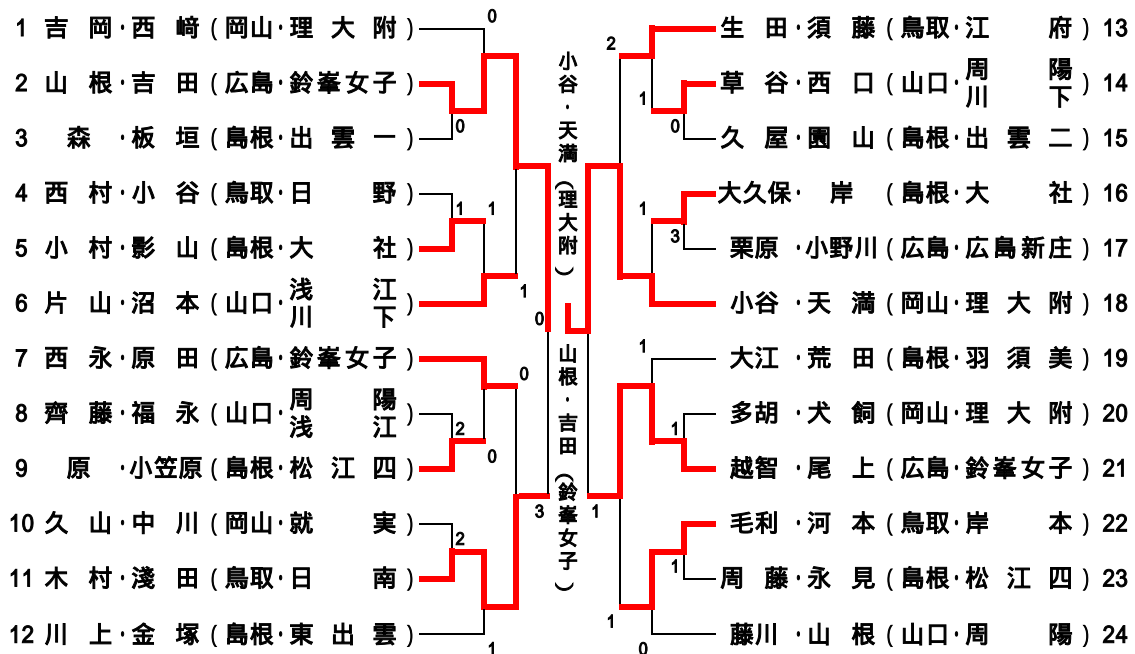 1 吉岡・西﨑(岡山・理大附)
2 山根・吉田(広島・鈴峯女子)
3 森・板垣(島根・出雲一)
4 西村・小谷(鳥取・日野)
5 小村・影山(島根・大社)
6 片山・沼本(山口・浅江川下)
7 西永・原田(広島・鈴峯女子)
8 齊藤・福永(山口・周陽浅江)
9 原・小笠原(島根・松江四)
10 久山・中川(岡山・就実)
11 木村・淺田(鳥取・日南)
12 川上・金塚(島根・東出雲)
0
0
1
1
1
0
0
2
0
2
3
1
小谷・天満(理大附)
山根・吉田(鈴峯女子)
2
1
0
1
3
1
1
1
1
1
0
生田・須藤(鳥取・江府)13
草谷・西口(山口・周陽川下)14
久屋・園山(島根・出雲二)15
大久保・岸(島根・大社)16
栗原・小野川(広島・広島新庄)17
小谷・天満(岡山・理大附)18
大江・荒田(島根・羽須美)19
多胡・犬飼(岡山・理大附)20
越智・尾上(広島・鈴峯女子)21
毛利・河本(鳥取・岸本)22
周藤・永見(島根・松江四)23
藤川・山根(山口・周陽)24